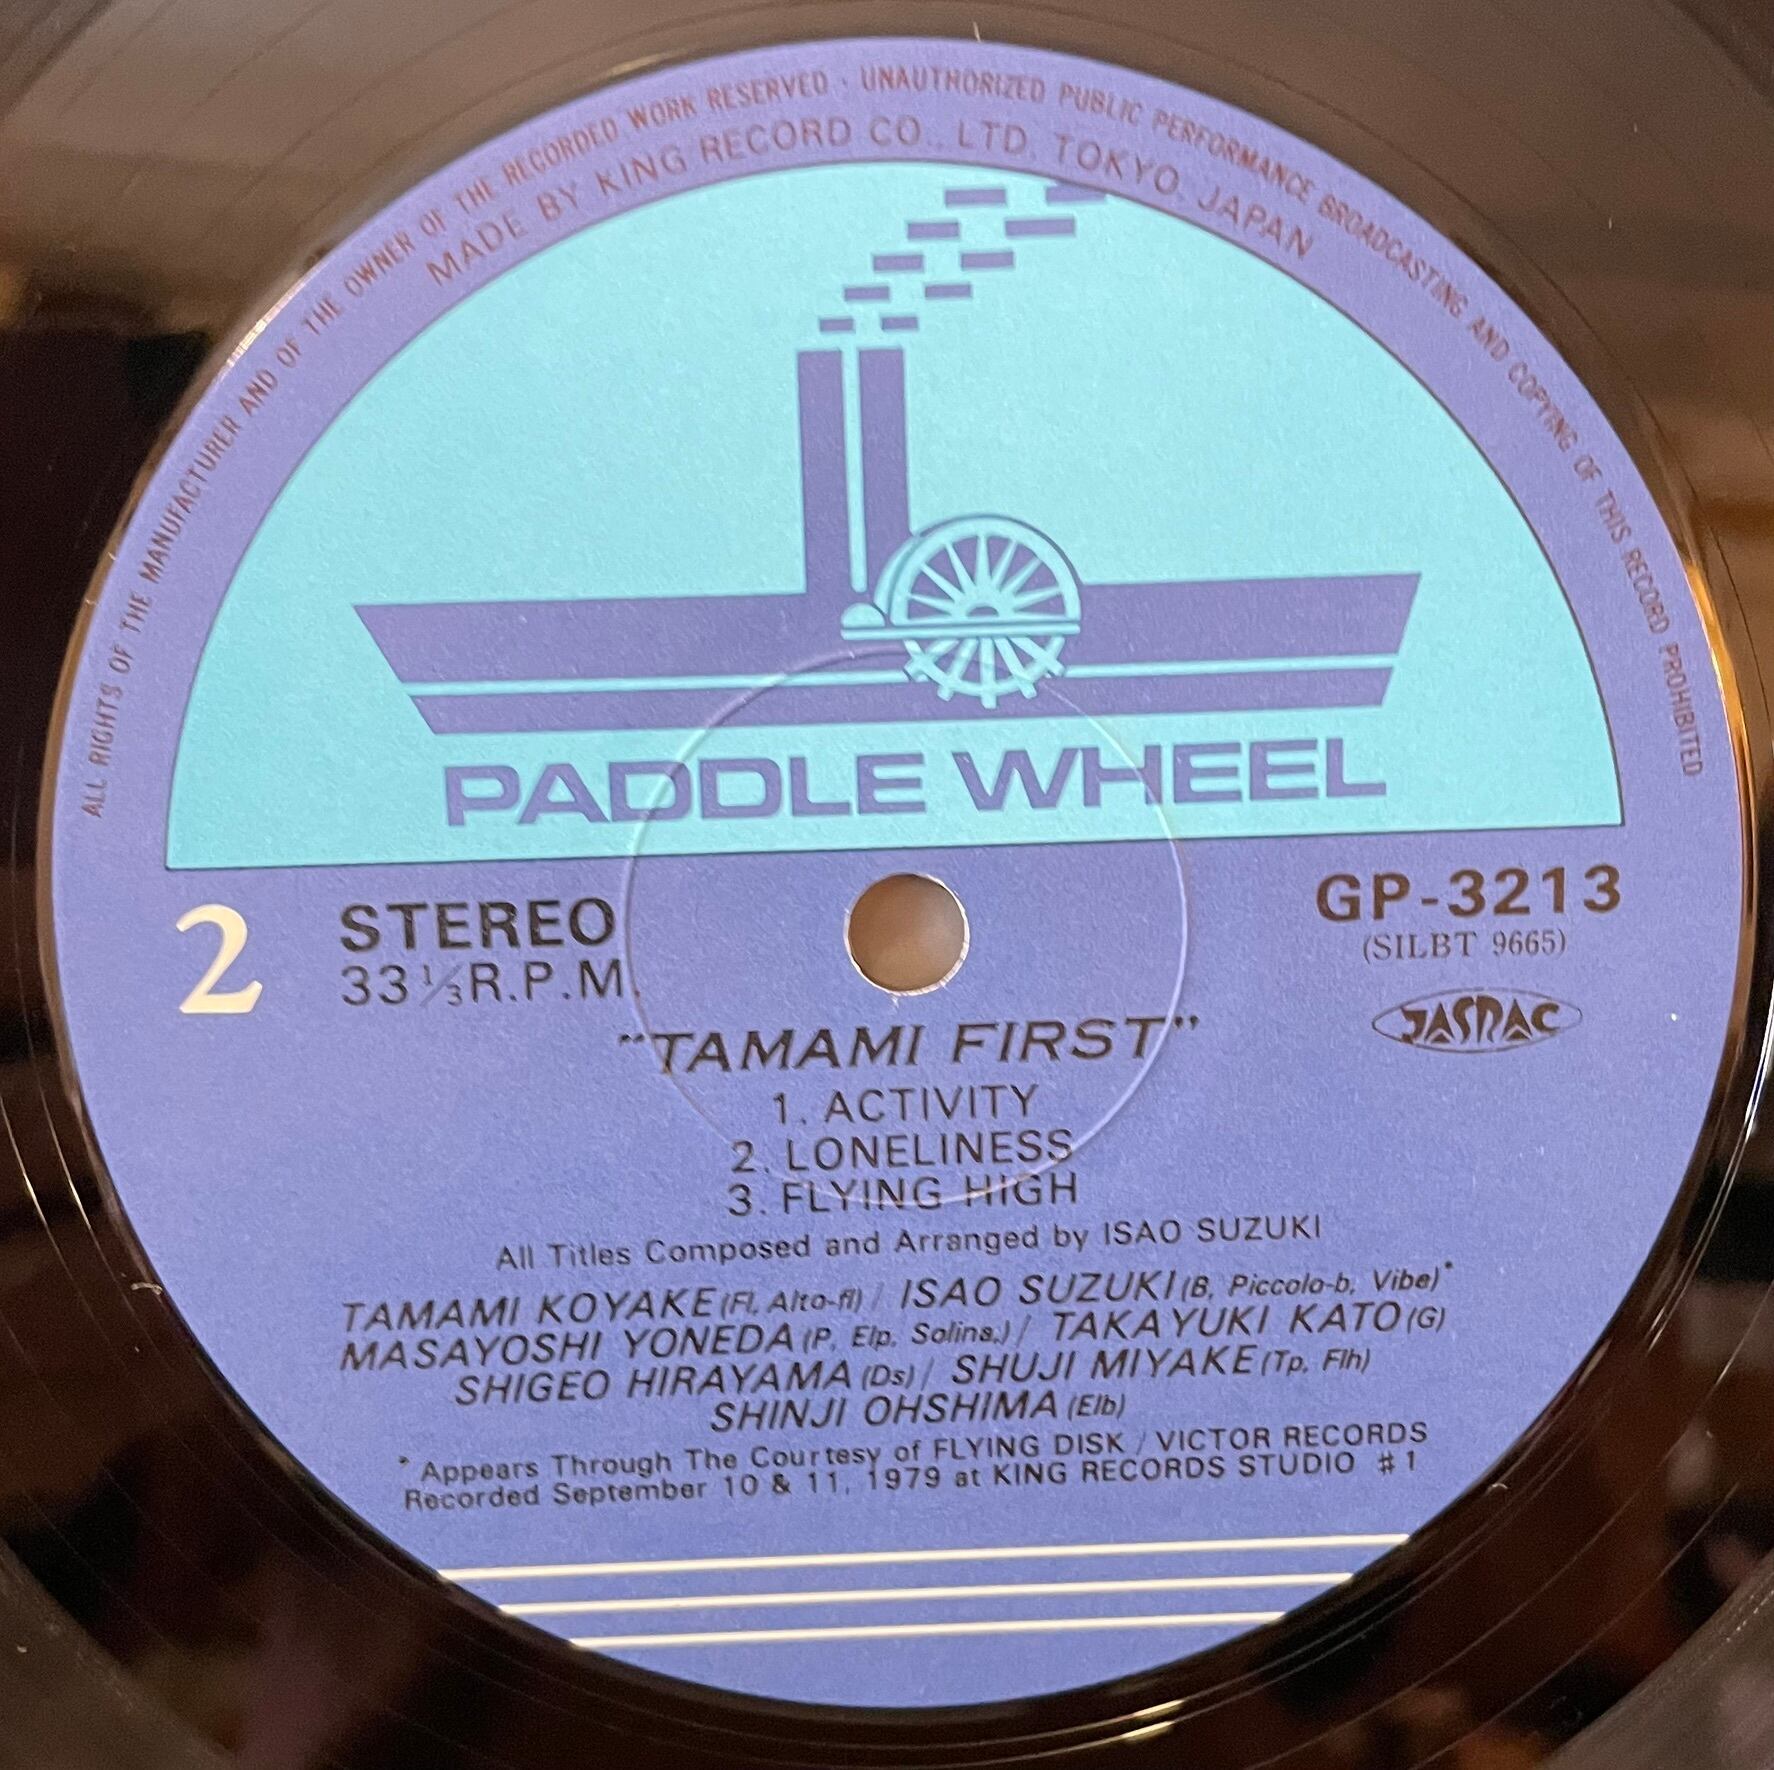 ALL RIGHTS OF THE MANUFACTURER AND OF THE OWNER OF THE RECORDED WORK RESERVED · UNAUTHORIZED PUBLIC PERFORMANCE BROADCASTING AND COPYING OF THIS RECORD PROHIBITED
MADE BY KING RECORD CO., LTD. TOKYO. JAPAN
PADDLE WHEEL
2
STEREO
33 1/3 R.P.M.
GP-3213
(SILBT 9665)
JASRAC
"TAMAMI FIRST"
1. ACTIVITY
2. LONELINESS
3. FLYING HIGH
All Titles Composed and Arranged by ISAO SUZUKI
TAMAMI KOYAKE (Fl, Alto-fl) / ISAO SUZUKI (B, Piccolo-b, Vibe)*
MASAYOSHI YONEDA (P, Elp, Solina,) / TAKAYUKI KATO (G)
SHIGEO HIRAYAMA (Ds) / SHUJI MIYAKE (Tp, Flh)
SHINJI OHSHIMA (Elb)
* Appears Through The Courtesy of FLYING DISK / VICTOR RECORDS
Recorded September 10 & 11, 1979 at KING RECORDS STUDIO #1